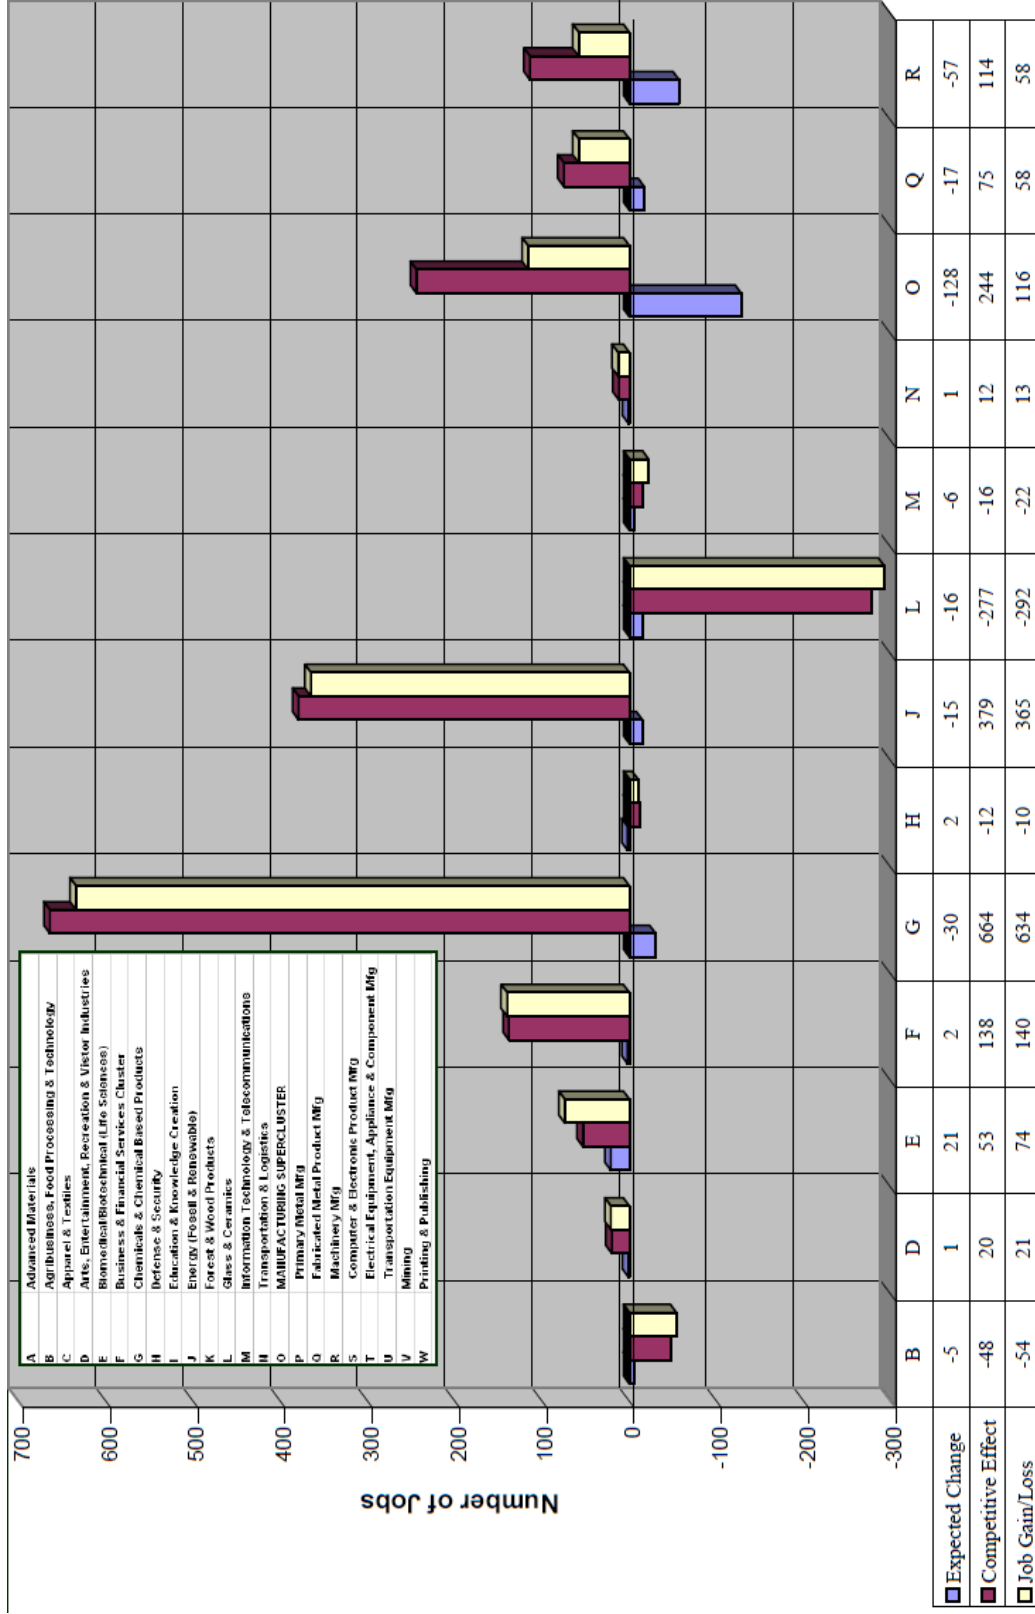 Number of Jobs
700
600
500
400
300
200
100
0
-100
-200
-300
A Advanced Materials
B Agribusiness, Food Processing & Technology
C Apparel & Textiles
D Arts, Entertainment, Recreation & Vistor Industries
E Biomedical/Biotechnical (Life Sciences)
F Business & Financial Services Cluster
G Chemicals & Chemical Based Products
H Defense & Security
I Education & Knowledge Creation
J Energy (Fossil & Renewable)
K Forest & Wood Products
L Glass & Ceramics
M Information Technology & Telecommunications
N Transportation & Logistics
O MANUFACTURING SUPERCLUSTER
P Primary Metal Mfg
Q Fabricated Metal Product Mfg
R Machinery Mfg
S Computer & Electronic Product Mfg
T Electrical Equipment, Appliance & Component Mfg
U Transportation Equipment Mfg
V Mining
W Printing & Publishing
B D E F G H J L M N O Q R
Expected Change -5 1 21 2 -30 2 -15 -16 -6 1 -128 -17 -57
Competitive Effect -48 20 53 138 664 -12 379 -277 -16 12 244 75 114
Job Gain/Loss -54 21 74 140 634 -10 365 -292 -22 13 116 58 58